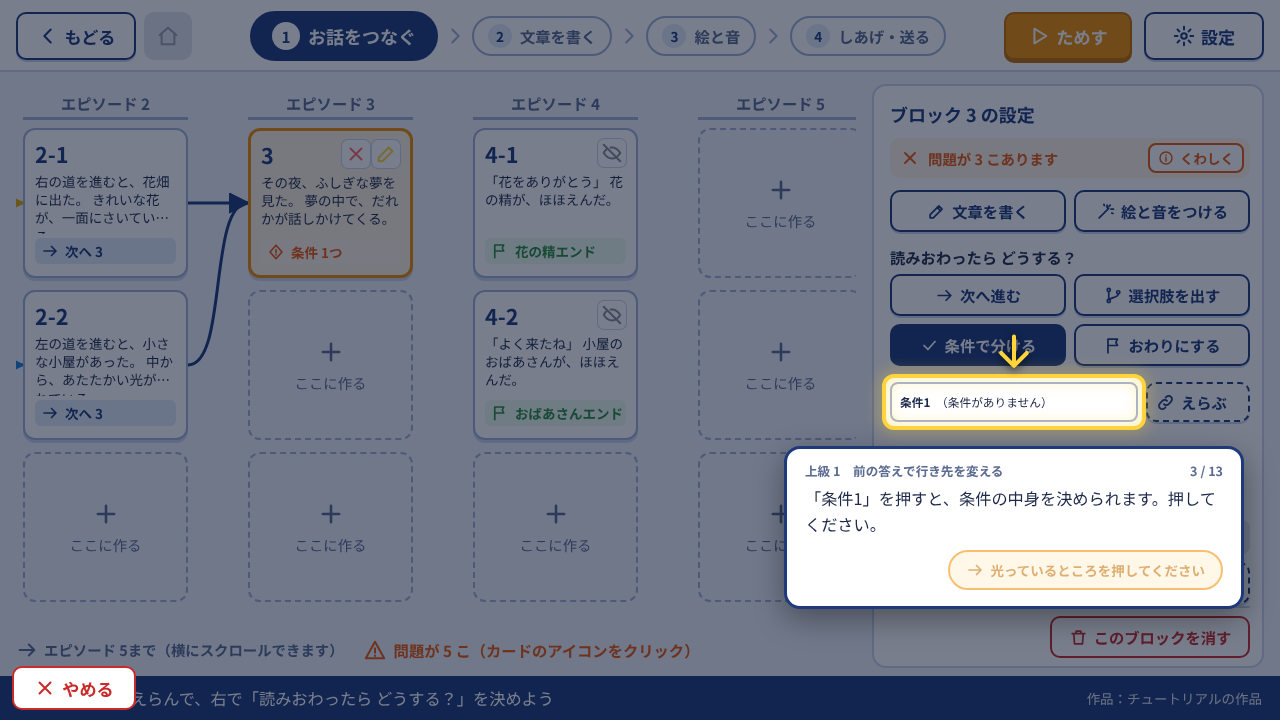 もどる
1 お話をつなぐ
2 文章を書く
3 絵と音
4 しあげ・送る
ためす
設定
エピソード 2
エピソード 3
エピソード 4
エピソード 5
2-1
右の道を進むと、花畑
に出た。 きれいな花
が、一面にさいてい…
次へ 3
3
その夜、ふしぎな夢を
見た。 夢の中で、だれ
かが話しかけてくる。
条件 1つ
4-1
「花をありがとう」 花
の精が、ほほえんだ。
花の精エンド
ここに作る
2-2
左の道を進むと、小さ
な小屋があった。 中か
ら、あたたかい光が…
次へ 3
ここに作る
4-2
「よく来たね」 小屋の
おばあさんが、ほほえ
んだ。
おばあさんエンド
ここに作る
ここに作る
ここに作る
ここに作る
エピソード 5まで（横にスクロールできます）
問題が 5 こ（カードのアイコンをクリック）
ブロック 3 の設定
問題が 3 こあります
くわしく
文章を書く
絵と音をつける
読みおわったら どうする？
次へ進む
選択肢を出す
条件で分ける
おわりにする
条件1 （条件がありません）
えらぶ
上級 1 前の答えで行き先を変える
3 / 13
「条件1」を押すと、条件の中身を決められます。押して
ください。
光っているところを押してください
このブロックを消す
やめる
えらんで、右で「読みおわったら どうする？」を決めよう
作品：チュートリアルの作品